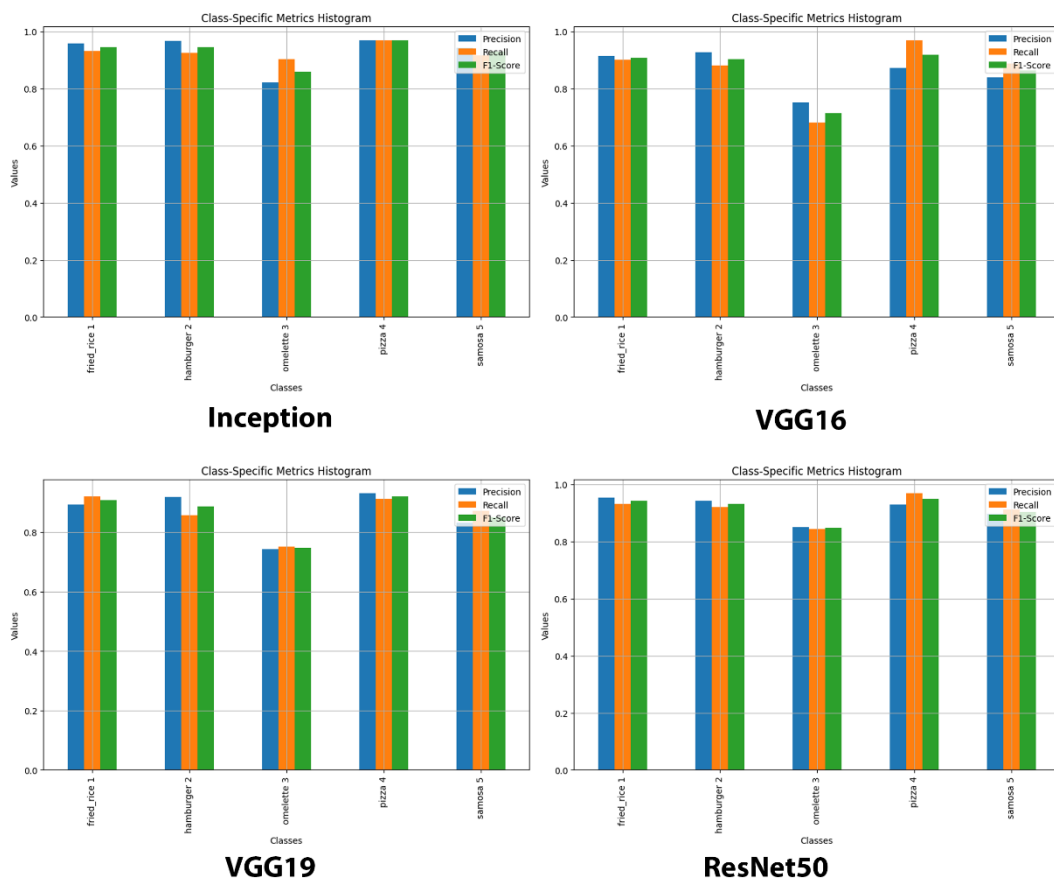 Class-Specific Metrics Histogram
Precision
Recall
F1-Score
1.0
0.8
0.6
0.4
0.2
0.0
Values
fried_rice 1
hamburger 2
omelette 3
pizza 4
samosa 5
Classes
Inception
Class-Specific Metrics Histogram
Precision
Recall
F1-Score
1.0
0.8
0.6
0.4
0.2
0.0
Values
fried_rice 1
hamburger 2
omelette 3
pizza 4
samosa 5
Classes
VGG16
Class-Specific Metrics Histogram
Precision
Recall
F1-Score
0.8
0.6
0.4
0.2
0.0
Values
fried_rice 1
hamburger 2
omelette 3
pizza 4
samosa 5
Classes
VGG19
Class-Specific Metrics Histogram
Precision
Recall
F1-Score
1.0
0.8
0.6
0.4
0.2
0.0
Values
fried_rice 1
hamburger 2
omelette 3
pizza 4
samosa 5
Classes
ResNet50